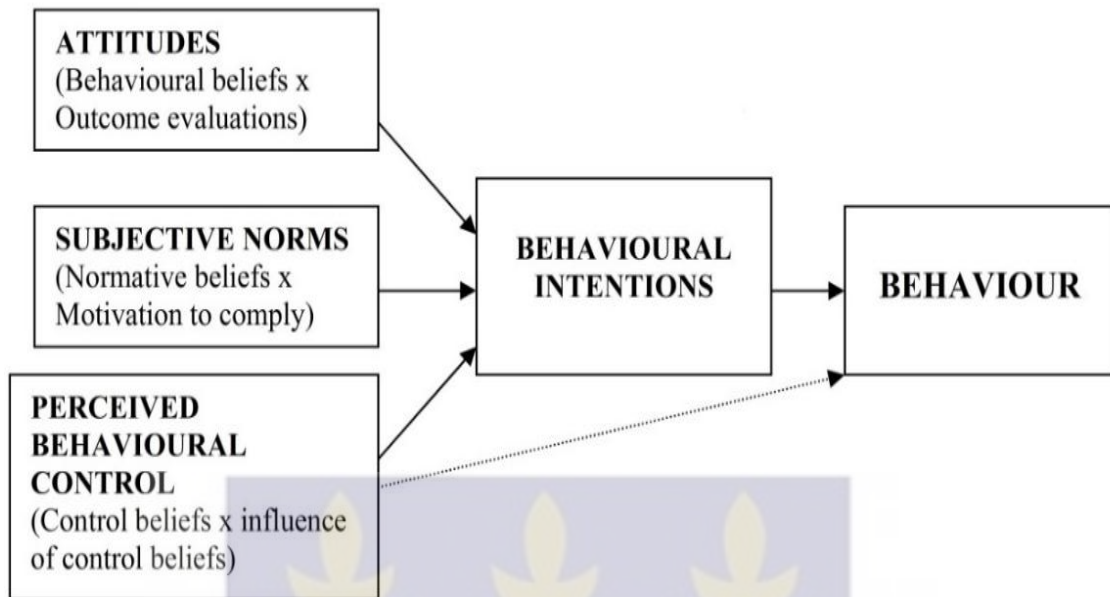 ATTITUDES
(Behavioural beliefs x
Outcome evaluations)
SUBJECTIVE NORMS
(Normative beliefs x
Motivation to comply)
PERCEIVED
BEHAVIOURAL
CONTROL
(Control beliefs x influence
of control beliefs)
BEHAVIOURAL
INTENTIONS
BEHAVIOUR